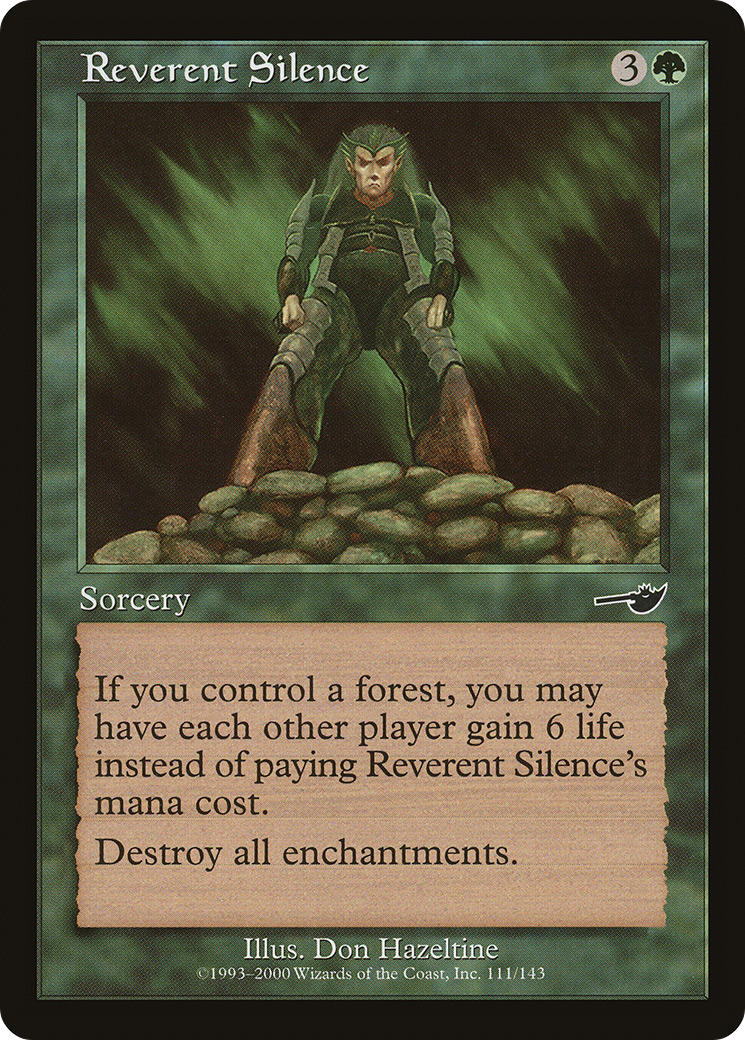 Reverent Silence 3
Sorcery
If you control a forest, you may
have each other player gain 6 life
instead of paying Reverent Silence's
mana cost.
Destroy all enchantments.
Illus. Don Hazeltine
©1993–2000 Wizards of the Coast, Inc. 111/143